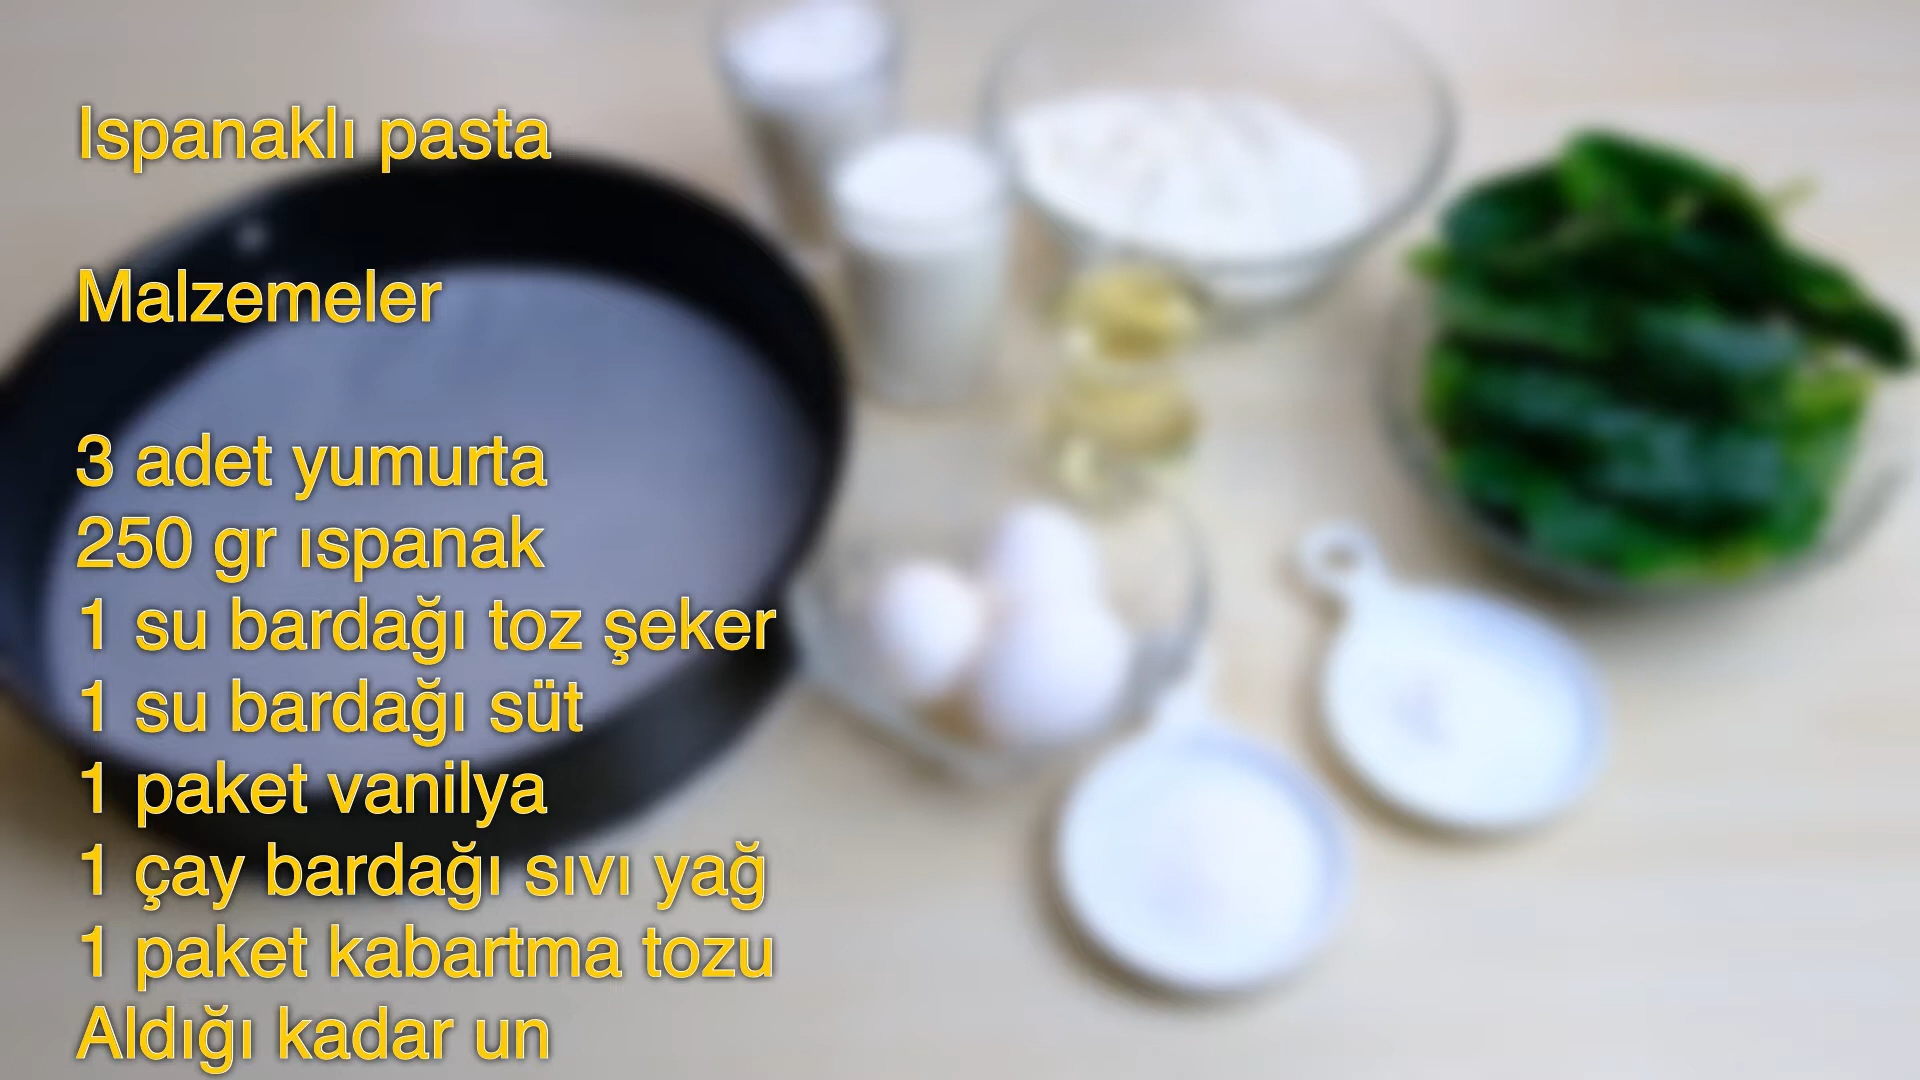 Ispanaklı pasta
Malzemeler
3 adet yumurta
250 gr ıspanak
1 su bardağı toz şeker
1 su bardağı süt
1 paket vanilya
1 çay bardağı sıvı yağ
1 paket kabartma tozu
Aldığı kadar un